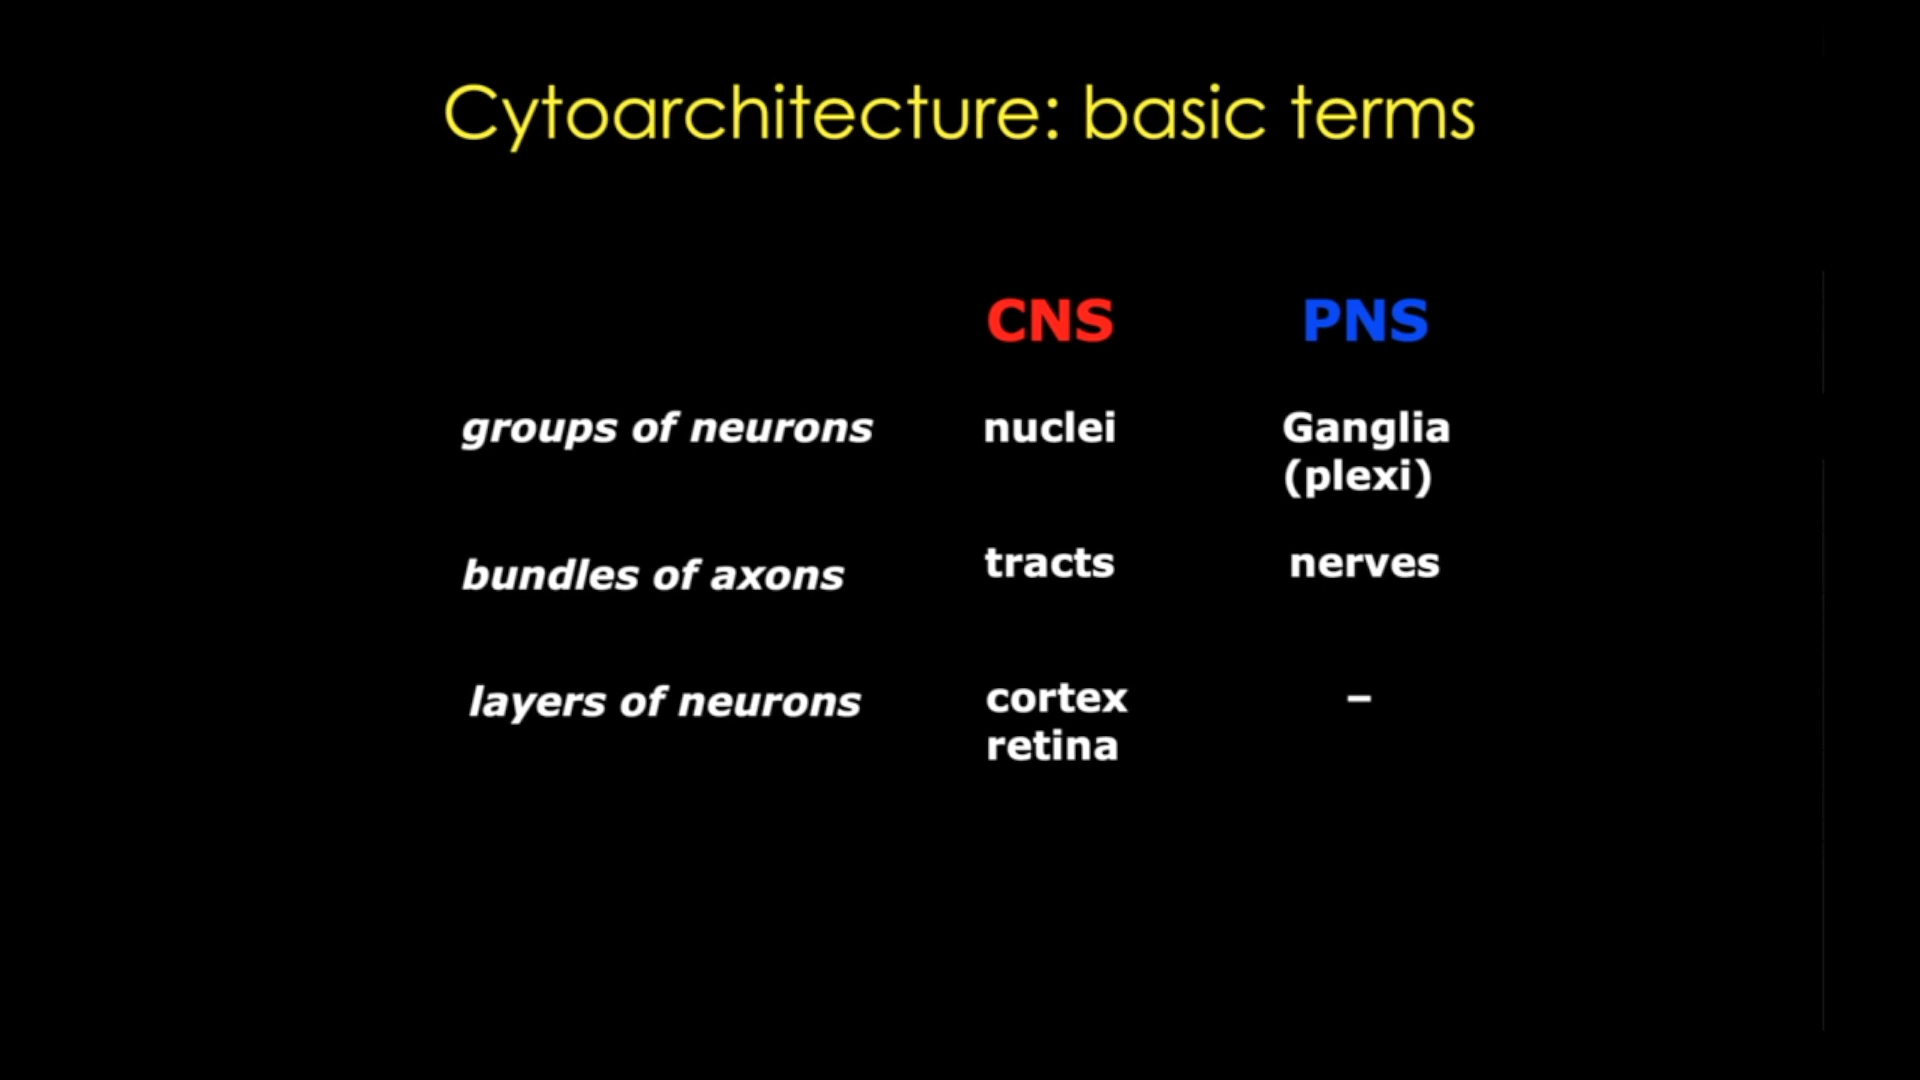 Cytoarchitecture: basic terms
CNS PNS
groups of neurons nuclei Ganglia
(plexi)
bundles of axons tracts nerves
layers of neurons cortex –
retina